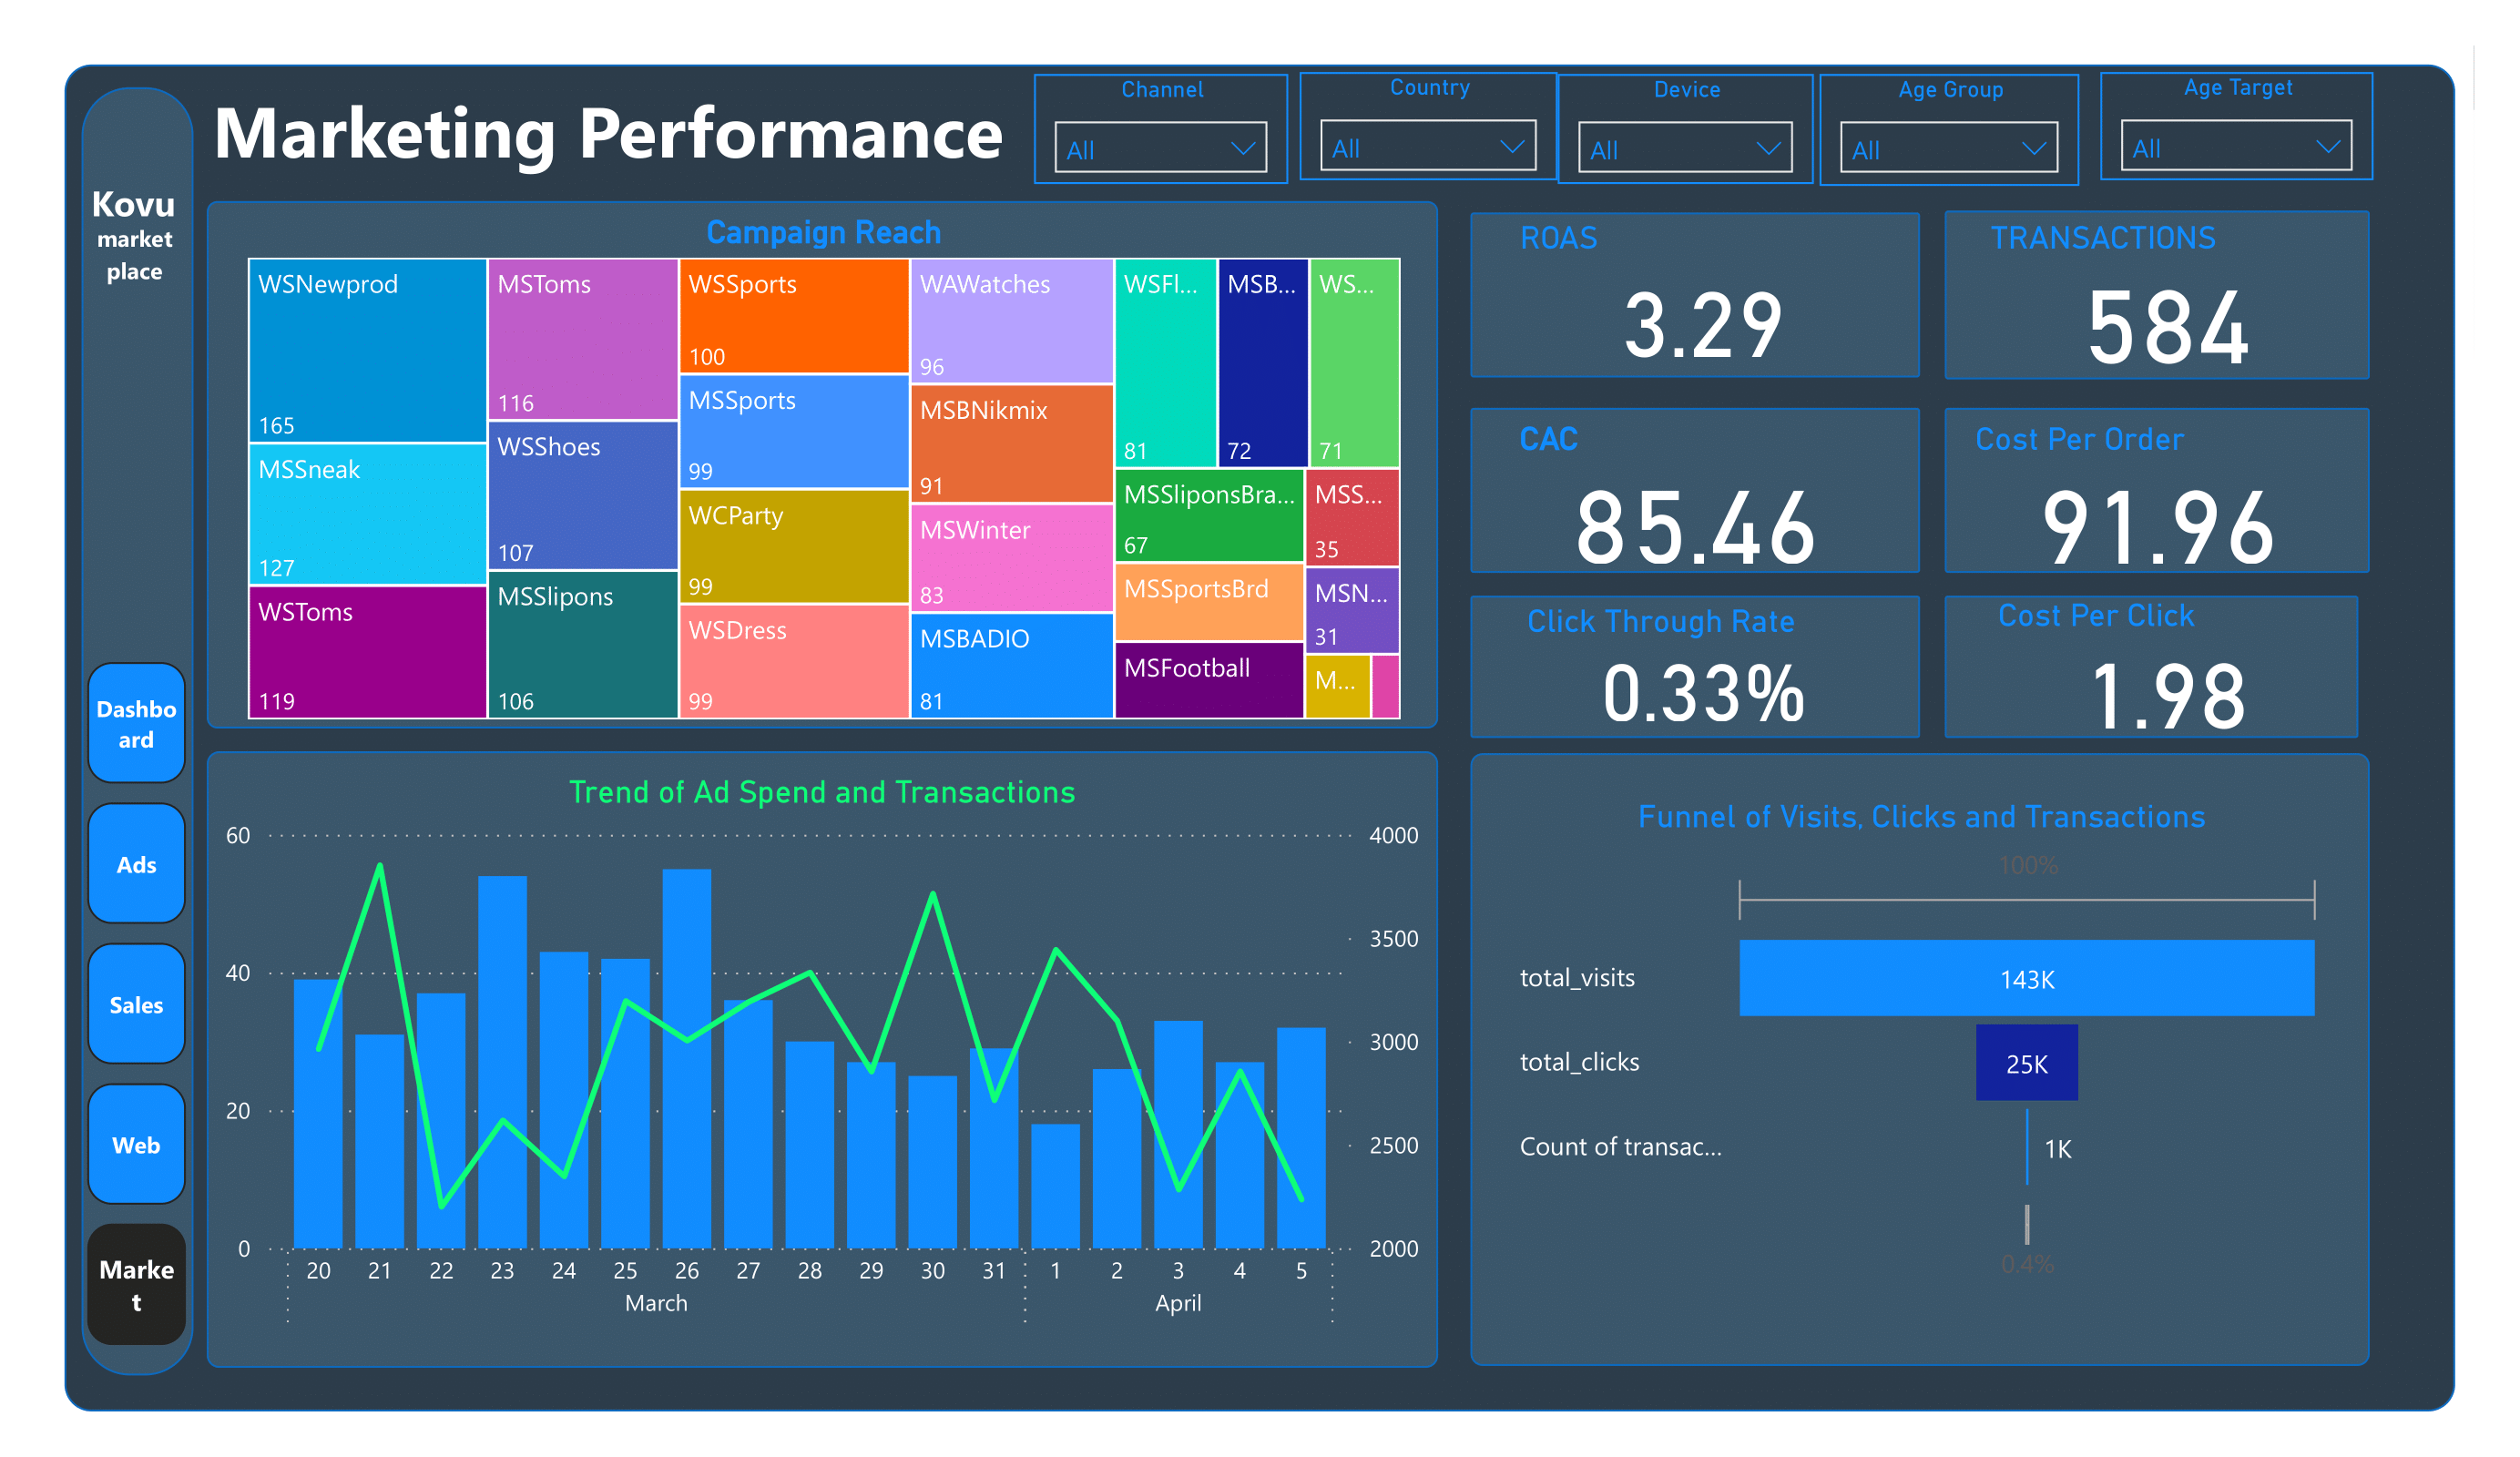 Marketing Performance
Channel
All
Country
All
Device
All
Age Group
All
Age Target
All
Kovu
market
place
Dashbo
ard
Ads
Sales
Web
Marke
t
Campaign Reach
WSNewprod
165
MSSneak
127
WSToms
119
MSToms
116
WSShoes
107
MSSlipons
106
WSSports
100
MSSports
99
WCParty
99
WSDress
99
WAWatches
96
MSBNikmix
91
MSWinter
83
MSBADIO
81
WSFl...
81
MSB...
72
WS...
71
MSSliponsBra...
67
MSSportsBrd
MSFootball
MSS...
35
MSN...
31
M...
ROAS
3.29
TRANSACTIONS
584
CAC
85.46
Cost Per Order
91.96
Click Through Rate
0.33%
Cost Per Click
1.98
Trend of Ad Spend and Transactions
60
40
20
0
4000
3500
3000
2500
2000
20 21 22 23 24 25 26 27 28 29 30 31 1 2 3 4 5
March April
Funnel of Visits, Clicks and Transactions
100%
total_visits 143K
total_clicks 25K
Count of transac... 1K
0.4%